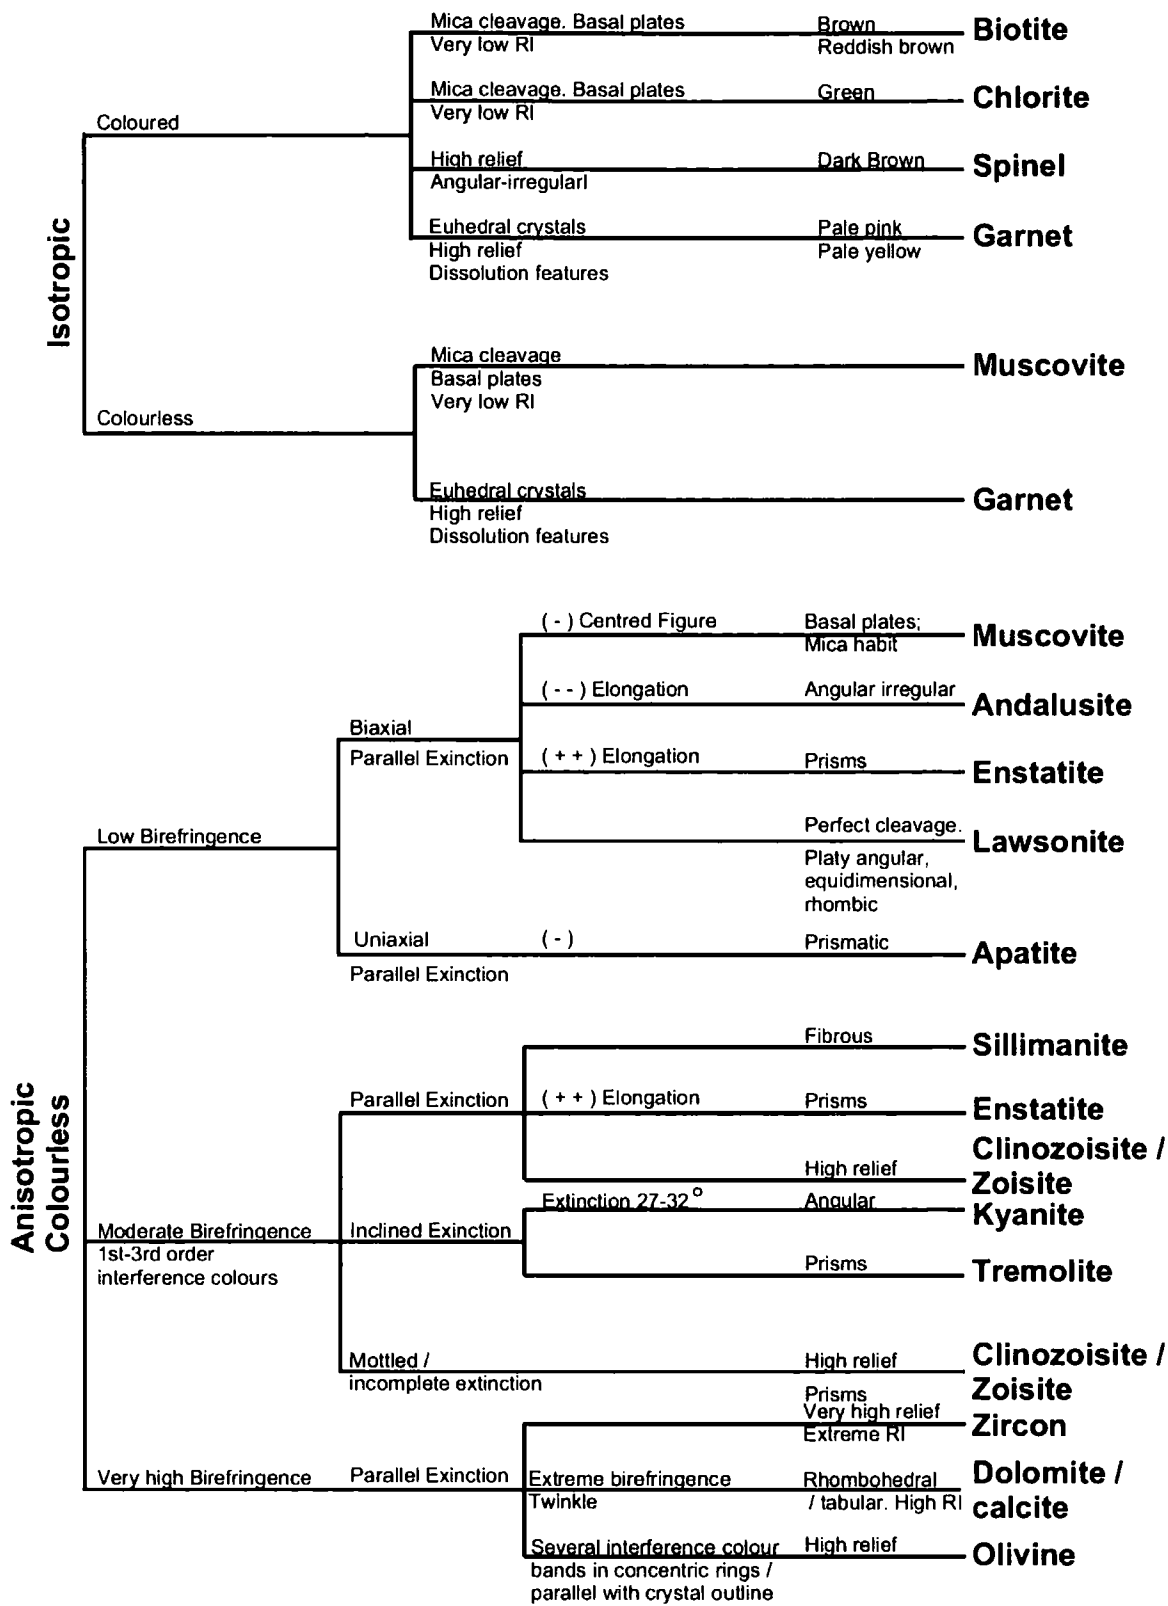 Isotropic
Coloured
Mica cleavage. Basal plates
Very low RI
Brown
Reddish brown
Biotite
Mica cleavage. Basal plates
Very low RI
Green
Chlorite
High relief
Angular-irregularl
Dark Brown
Spinel
Euhedral crystals
High relief
Dissolution features
Pale pink
Pale yellow
Garnet
Colourless
Mica cleavage
Basal plates
Very low RI
Muscovite
Euhedral crystals
High relief
Dissolution features
Garnet
Anisotropic
Colourless
Low Birefringence
Biaxial
Parallel Exinction
( - ) Centred Figure
Basal plates;
Mica habit
Muscovite
( - - ) Elongation
Angular irregular
Andalusite
( + + ) Elongation
Prisms
Enstatite
Perfect cleavage.
Platy angular,
equidimensional,
rhombic
Lawsonite
Uniaxial
Parallel Exinction
( - )
Prismatic
Apatite
Moderate Birefringence
1st-3rd order
interference colours
Parallel Exinction
Fibrous
Sillimanite
( + + ) Elongation
Prisms
Enstatite
High relief
Clinozoisite /
Zoisite
Inclined Exinction
Extinction 27-32°
Angular
Kyanite
Prisms
Tremolite
Mottled /
incomplete extinction
High relief
Prisms
Clinozoisite /
Zoisite
Very high Birefringence
Parallel Exinction
Very high relief
Extreme RI
Zircon
Extreme birefringence
Twinkle
Rhombohedral
/ tabular. High RI
Dolomite /
calcite
Several interference colour
bands in concentric rings /
parallel with crystal outline
High relief
Olivine